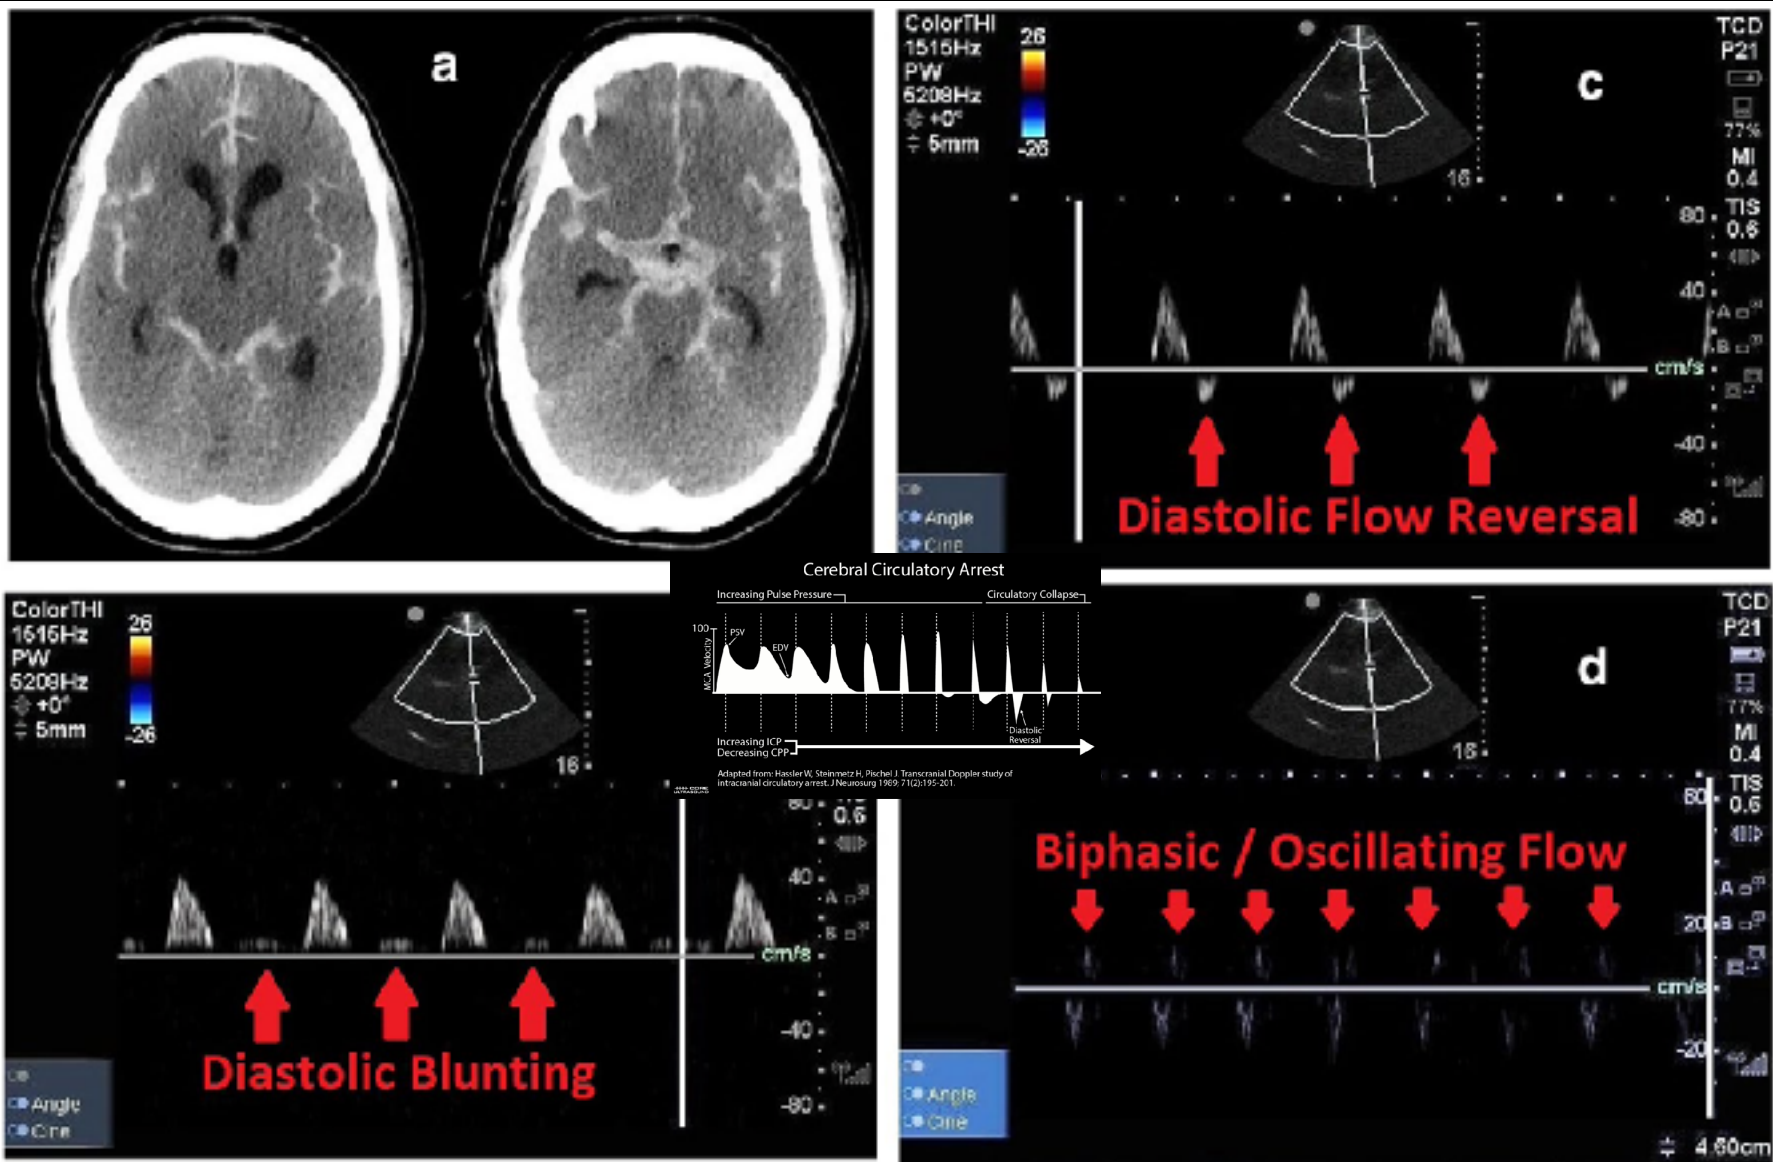 a
ColorTHI
1515Hz
PW
5208Hz
+0°
5mm
26
-26
c
TCD
P21
77%
MI
0.4
TIS
0.6
16
80
40
A
B
cm/s
-40
-80
Diastolic Flow Reversal
Angle
Cine
ColorTHI
1515Hz
PW
5208Hz
+0°
5mm
26
-26
16
80
0.6
40
A
B
cm/s
-40
-80
Diastolic Blunting
Angle
Cine
Cerebral Circulatory Arrest
Increasing Pulse Pressure
Circulatory Collapse
100
PSV
EDV
MCA Velocity
Diastolic
Reversal
Increasing ICP
Decreasing CPP
Adapted from: Hassler W, Steinmetz H, Pischel J. Transcranial Doppler study of
intracranial circulatory arrest. J Neurosurg 1989; 71(2):195-201.
CORE
ULTRASOUND
d
TCD
P21
77%
MI
0.4
TIS
0.6
16
Biphasic / Oscillating Flow
A
20
B
cm/s
-20
Angle
Cine
4.60cm